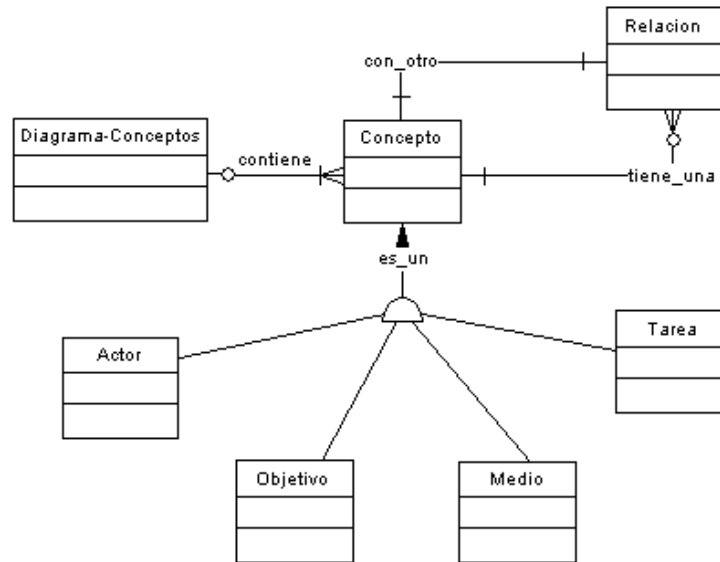 Relacion
con_otro
Diagrama-Conceptos
contiene
Concepto
tiene_una
es_un
Actor
Tarea
Objetivo
Medio